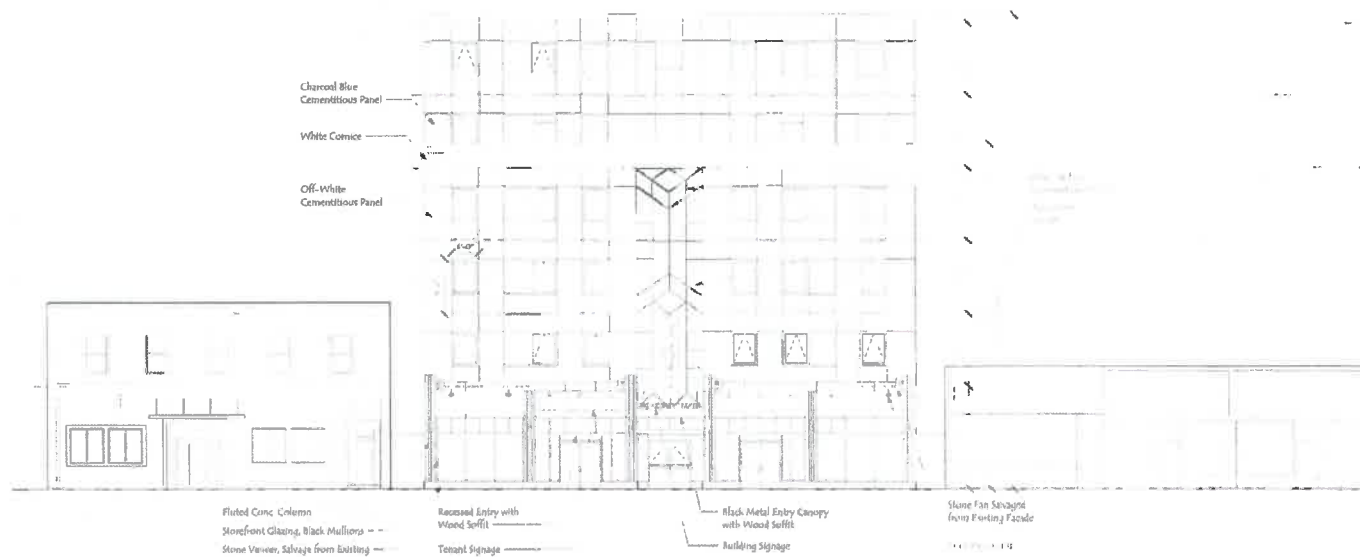 Charcoal Blue
Cementitious Panel
White Cornice
Off-White
Cementitious Panel
Fluted Conc. Column
Storefront Glazing, Black Mullions
Stone Veneer, Salvage from Existing
Recessed Entry with
Wood Soffit
Tenant Signage
Black Metal Entry Canopy
with Wood Soffit
Building Signage
Stone Fan Salvaged
from Existing Facade